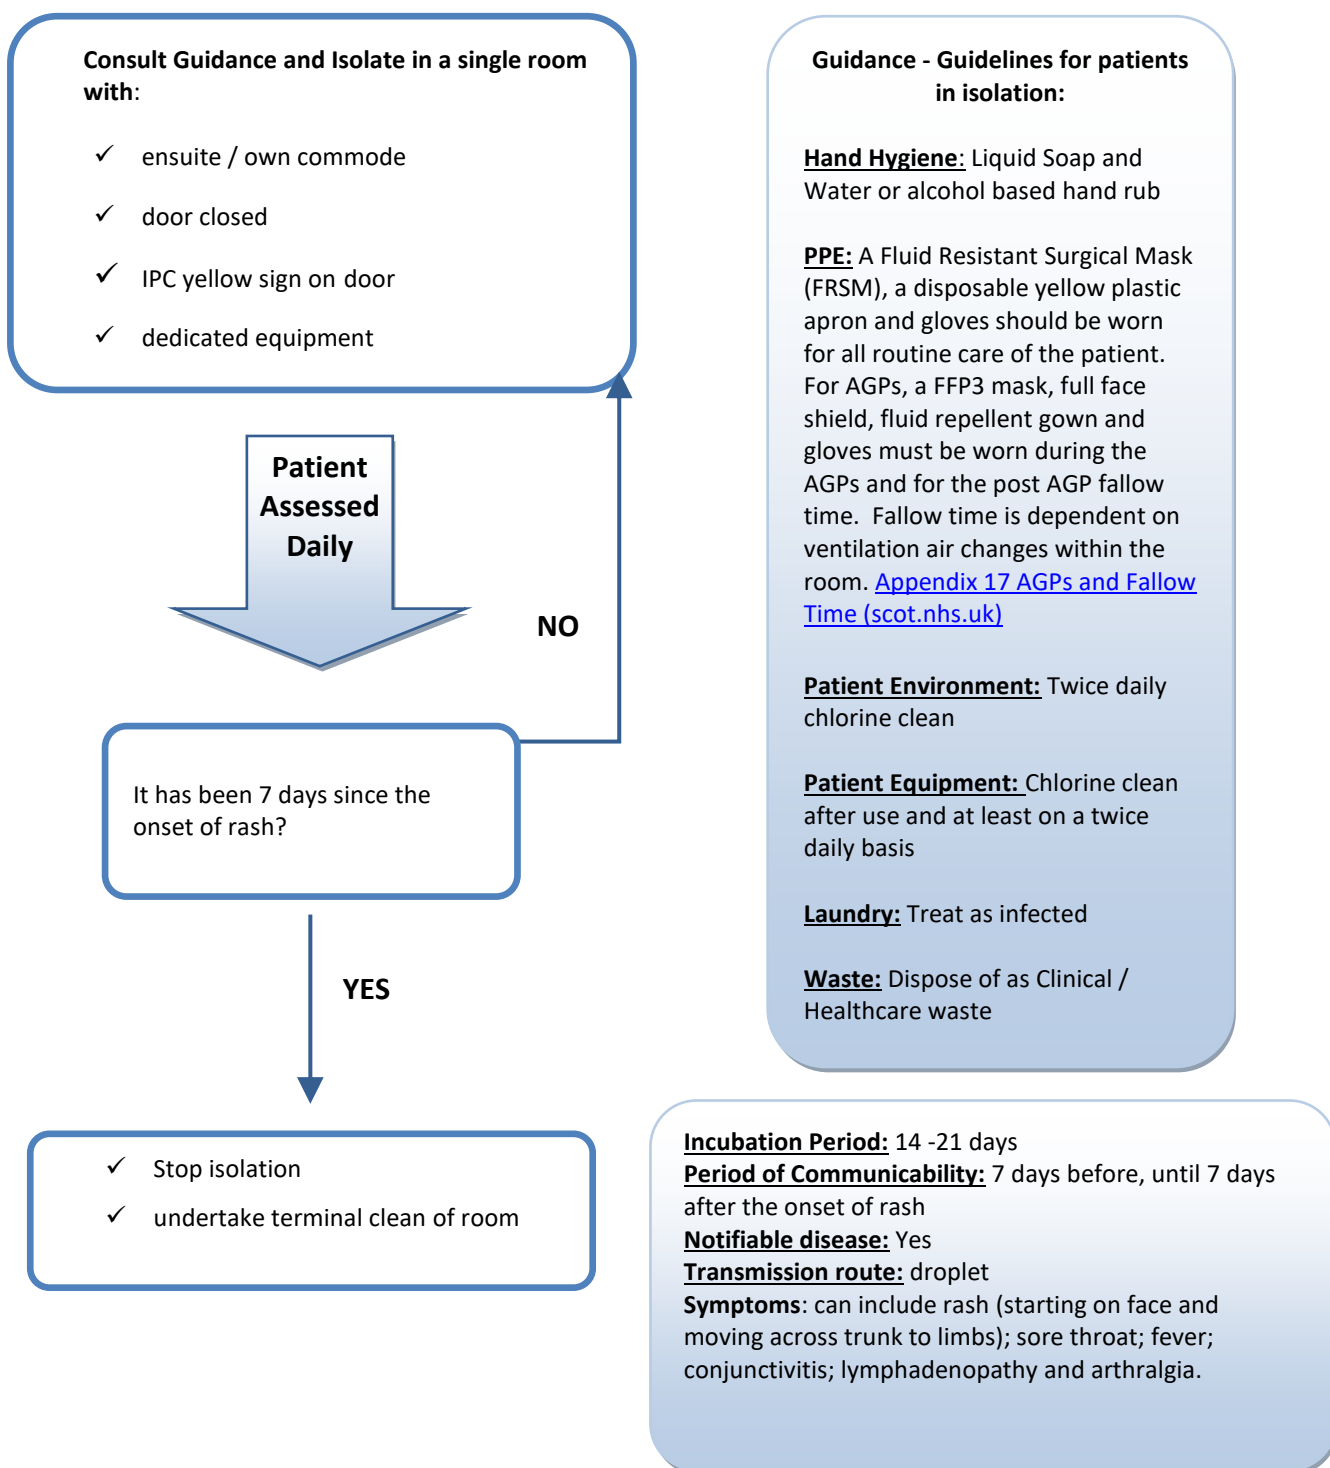 Consult Guidance and Isolate in a single room
with:
✓ ensuite / own commode
✓ door closed
✓ IPC yellow sign on door
✓ dedicated equipment
Patient
Assessed
Daily
NO
It has been 7 days since the
onset of rash?
YES
✓ Stop isolation
✓ undertake terminal clean of room
Guidance - Guidelines for patients
in isolation:
Hand Hygiene: Liquid Soap and
Water or alcohol based hand rub
PPE: A Fluid Resistant Surgical Mask
(FRSM), a disposable yellow plastic
apron and gloves should be worn
for all routine care of the patient.
For AGPs, a FFP3 mask, full face
shield, fluid repellent gown and
gloves must be worn during the
AGPs and for the post AGP fallow
time. Fallow time is dependent on
ventilation air changes within the
room. Appendix 17 AGPs and Fallow
Time (scot.nhs.uk)
Patient Environment: Twice daily
chlorine clean
Patient Equipment: Chlorine clean
after use and at least on a twice
daily basis
Laundry: Treat as infected
Waste: Dispose of as Clinical /
Healthcare waste
Incubation Period: 14 -21 days
Period of Communicability: 7 days before, until 7 days
after the onset of rash
Notifiable disease: Yes
Transmission route: droplet
Symptoms: can include rash (starting on face and
moving across trunk to limbs); sore throat; fever;
conjunctivitis; lymphadenopathy and arthralgia.